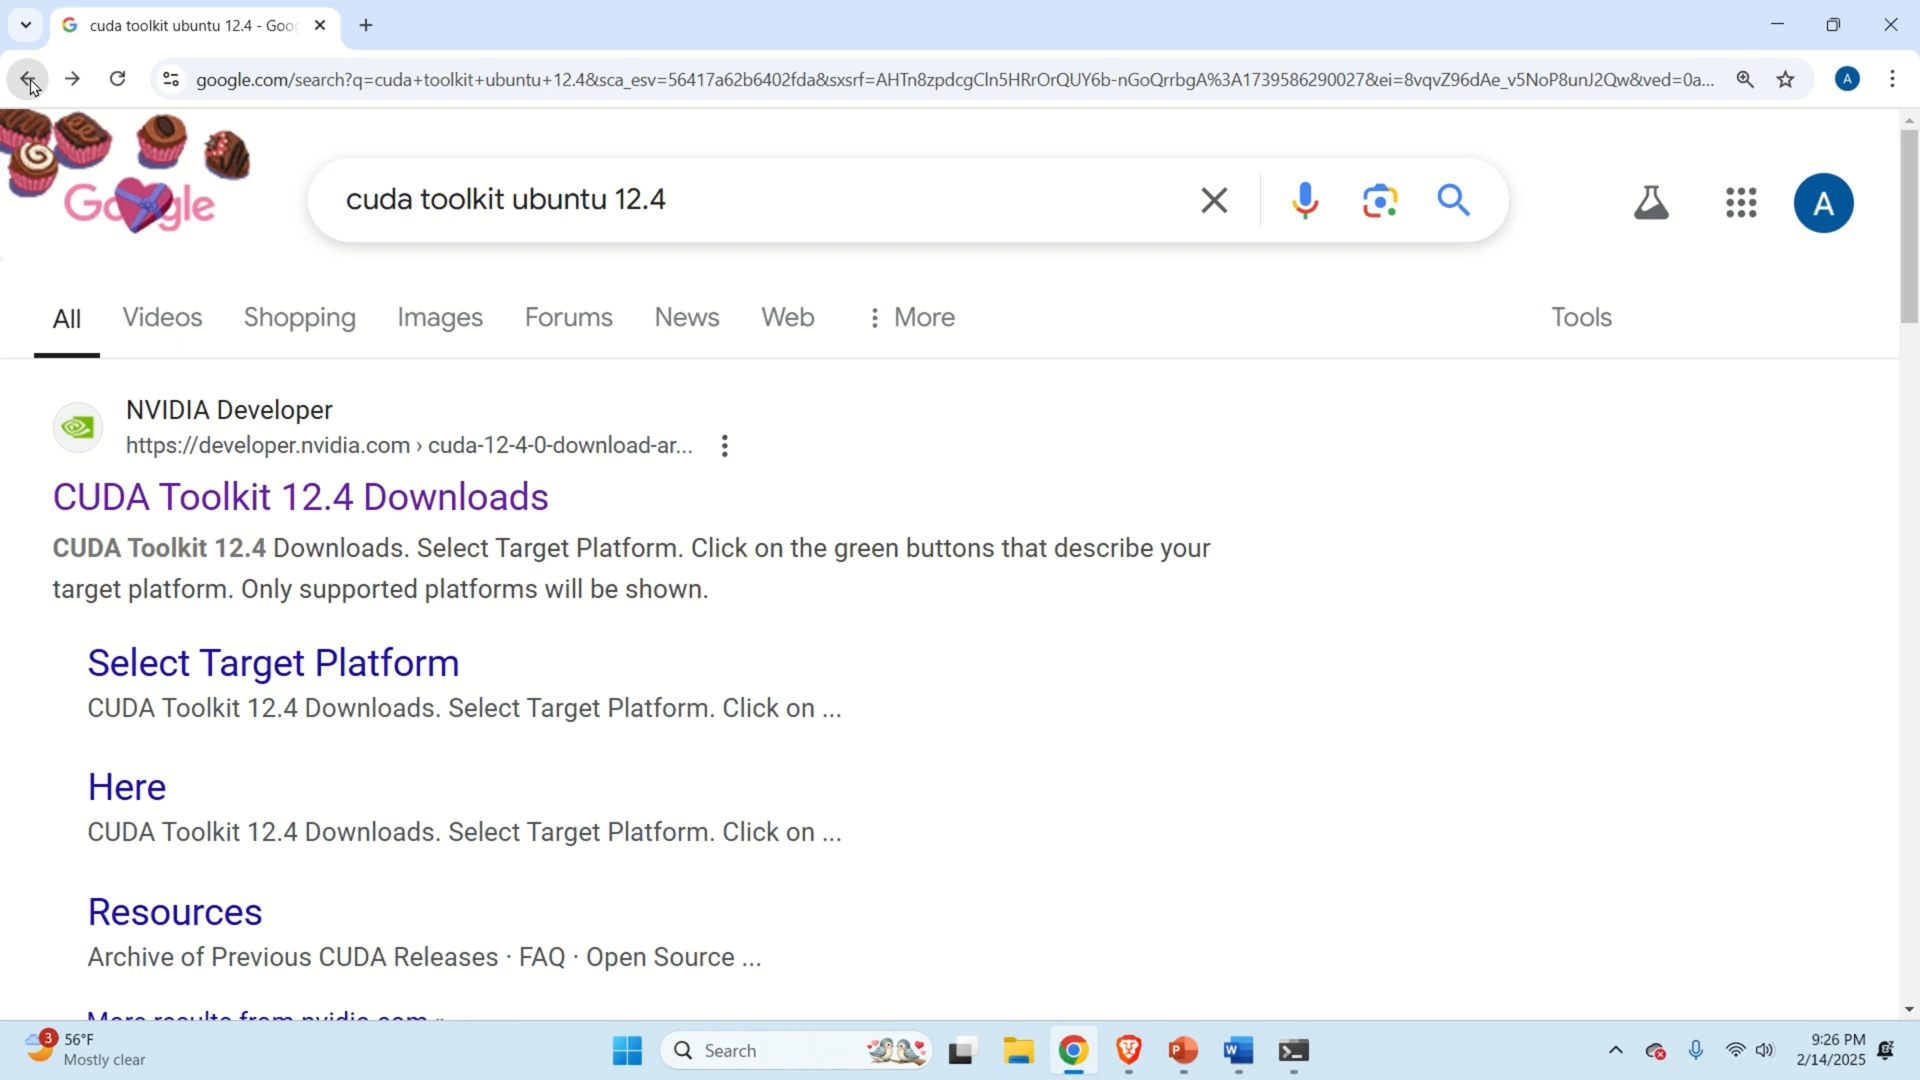 cuda toolkit ubuntu 12.4 - Goo
google.com/search?q=cuda+toolkit+ubuntu+12.4&sca_esv=56417a62b6402fda&sxsrf=AHTn8zpdcgCln5HRrOrQUY6b-nGoQrrbgA%3A1739586290027&ei=8vqvZ96dAe_v5NoP8unJ2Qw&ved=0a...
A
Google
cuda toolkit ubuntu 12.4
A
All Videos Shopping Images Forums News Web More Tools
NVIDIA Developer
https://developer.nvidia.com › cuda-12-4-0-download-ar...
CUDA Toolkit 12.4 Downloads
CUDA Toolkit 12.4 Downloads. Select Target Platform. Click on the green buttons that describe your
target platform. Only supported platforms will be shown.
Select Target Platform
CUDA Toolkit 12.4 Downloads. Select Target Platform. Click on ...
Here
CUDA Toolkit 12.4 Downloads. Select Target Platform. Click on ...
Resources
Archive of Previous CUDA Releases · FAQ · Open Source ...
More results from nvidia.com »
3
56°F
Mostly clear
Search
P
W
9:26 PM
2/14/2025